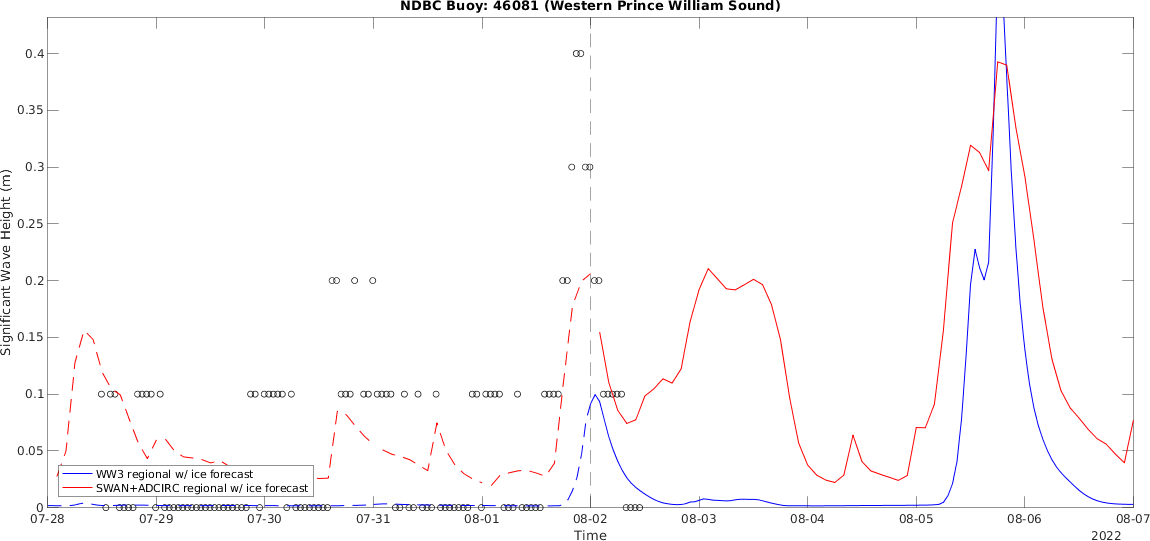 NDBC Buoy: 46081 (Western Prince William Sound)
Significant Wave Height (m)
0.4
0.35
0.3
0.25
0.2
0.15
0.1
0.05
0
WW3 regional w/ ice forecast
SWAN+ADCIRC regional w/ ice forecast
07-28 07-29 07-30 07-31 08-01 08-02 08-03 08-04 08-05 08-06 08-07
Time
2022